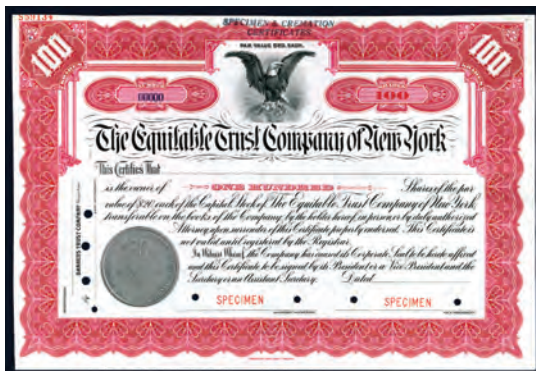 SPECIMEN & CREMATION
CERTIFICATES
100
PAR VALUE $20. EACH.
100
100
The Equitable Trust Company of New York
This Certifies That
is the owner of ONE HUNDRED Shares of the par
value of $20. each of the Capital Stock of The Equitable Trust Company of New York,
transferable on the books of the Company by the holder hereof in person or by duly authorized
Attorney upon surrender of this Certificate properly endorsed. This Certificate is
not valid until registered by the Registrar.
In Witness Whereof, the Company has caused its Corporate Seal to be hereto affixed
and this Certificate to be signed by its President or a Vice President and the
Secretary or an Assistant Secretary. Dated
BANKERS TRUST COMPANY
SPECIMEN
SPECIMEN